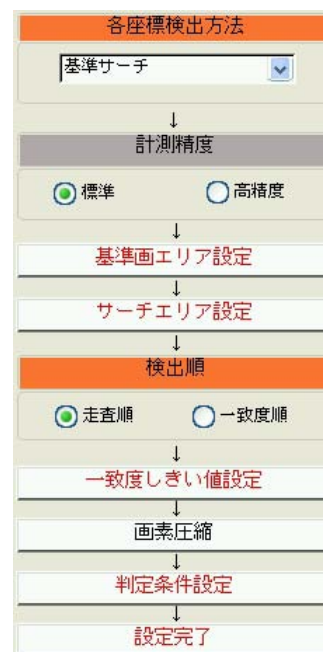 各座標検出方法
基準サーチ
↓
計測精度
標準 高精度
↓
基準画エリア設定
↓
サーチエリア設定
↓
検出順
走査順 一致度順
↓
一致度しきい値設定
↓
画素圧縮
↓
判定条件設定
↓
設定完了